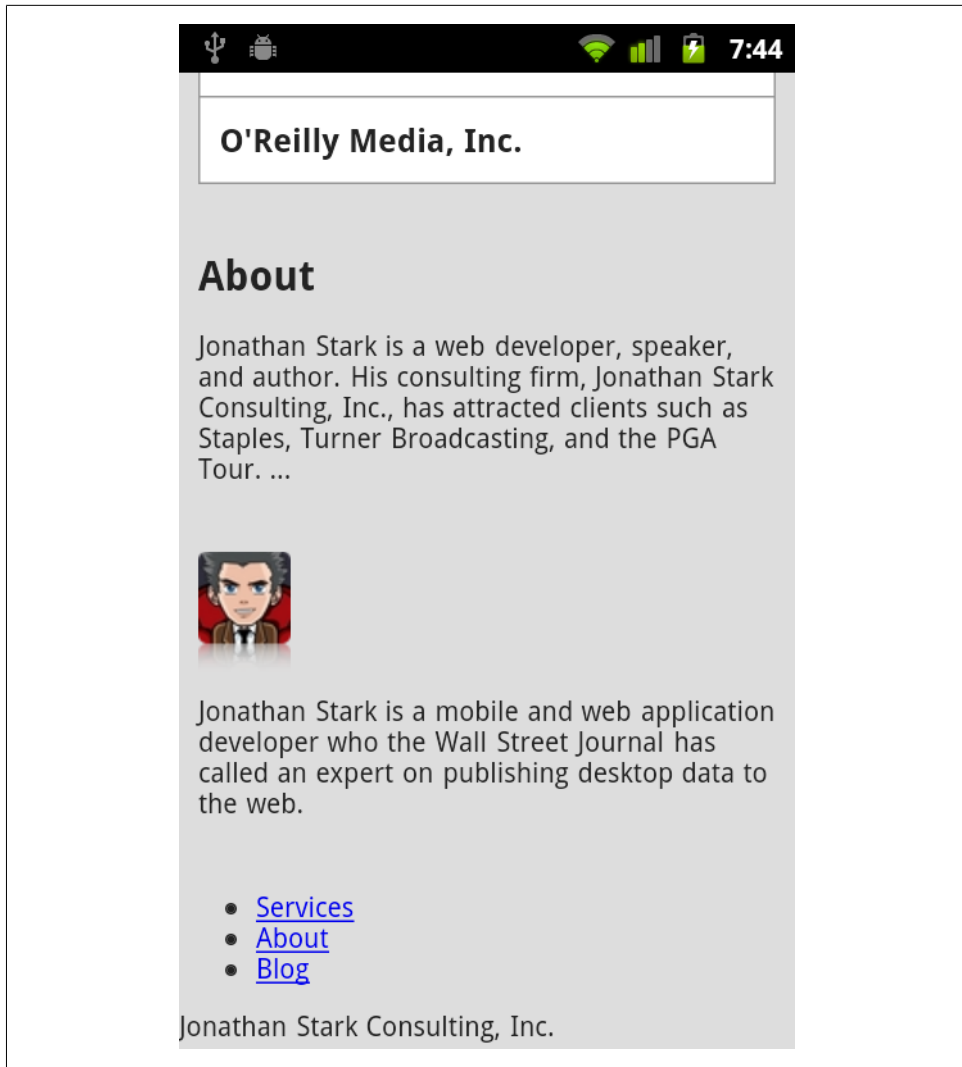 7:44
O'Reilly Media, Inc.
About
Jonathan Stark is a web developer, speaker,
and author. His consulting firm, Jonathan Stark
Consulting, Inc., has attracted clients such as
Staples, Turner Broadcasting, and the PGA
Tour. ...
Jonathan Stark is a mobile and web application
developer who the Wall Street Journal has
called an expert on publishing desktop data to
the web.
Services
About
Blog
Jonathan Stark Consulting, Inc.